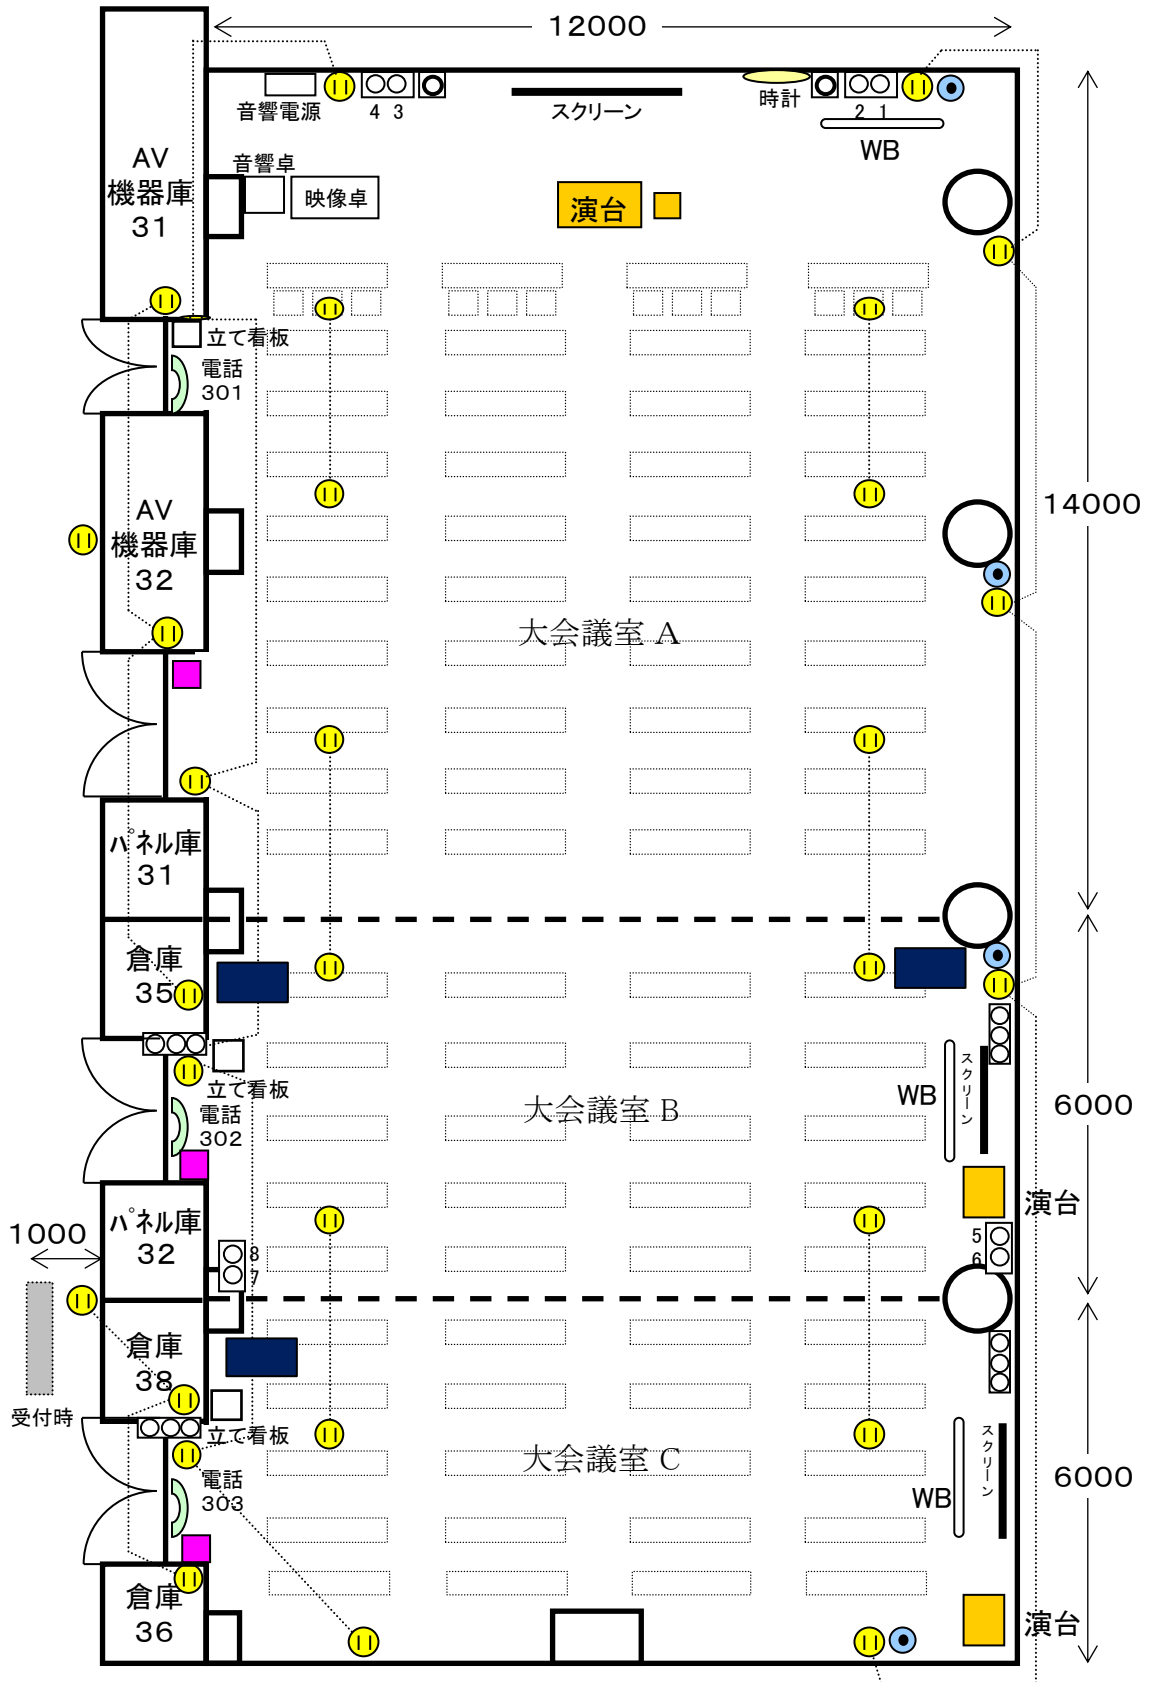 12000
音響電源
4 3
スクリーン
時計
2 1
WB
AV
機器庫
31
音響卓
映像卓
演台
立て看板
電話
301
AV
機器庫
32
14000
大会議室 A
パネル庫
31
倉庫
35
立て看板
電話
302
大会議室 B
WB
スクリーン
6000
演台
パネル庫
32
1000
8
7
5
6
倉庫
38
受付時
立て看板
電話
303
大会議室 C
WB
スクリーン
6000
倉庫
36
演台